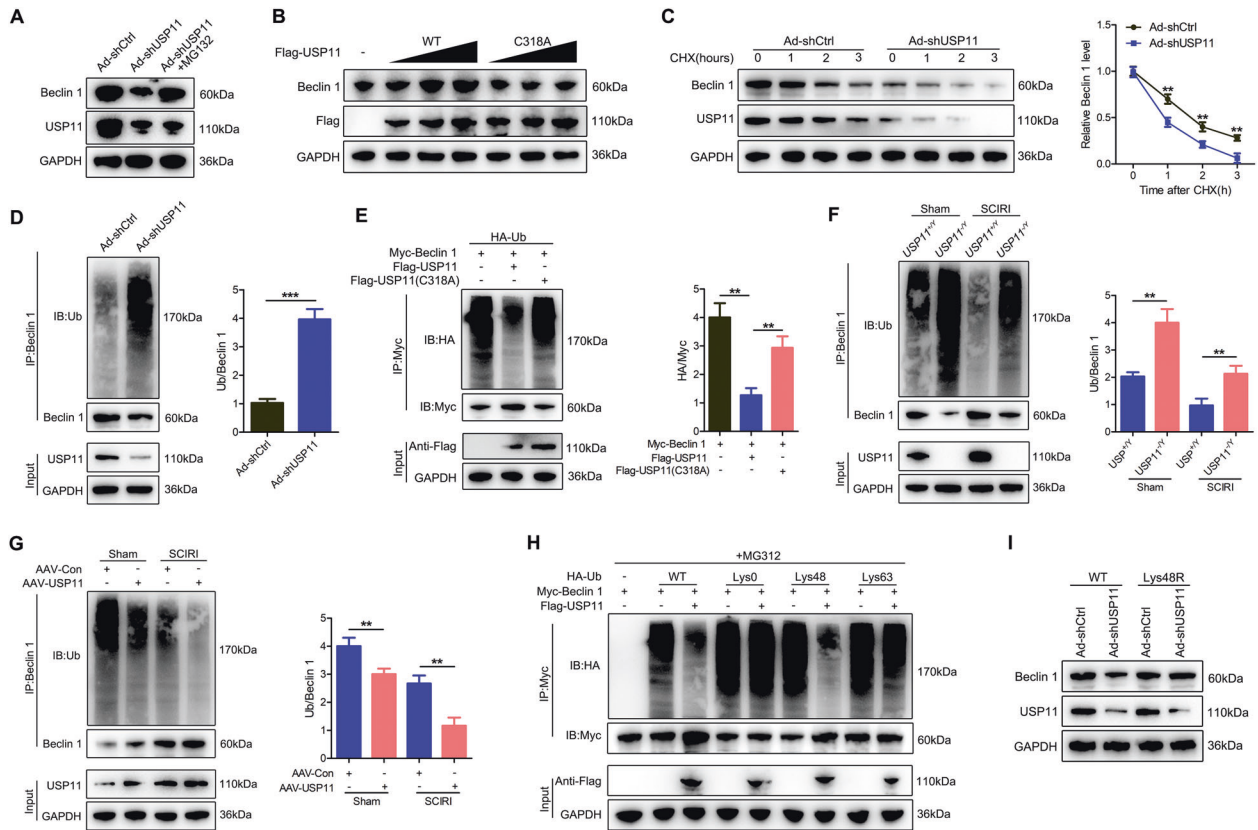 A
Ad-shCtrl
Ad-shUSP11
Ad-shUSP11
+MG132
Beclin 1
60kDa
USP11
110kDa
GAPDH
36kDa
B
WT
C318A
Flag-USP11
-
Beclin 1
60kDa
Flag
110kDa
GAPDH
36kDa
C
Ad-shCtrl
Ad-shUSP11
CHX(hours)
0 1 2 3 0 1 2 3
Beclin 1
60kDa
USP11
110kDa
GAPDH
36kDa
Ad-shCtrl
Ad-shUSP11
Relative Beclin 1 level
1.0
0.5
0.0
**
**
**
0 1 2 3
Time after CHX(h)
D
Ad-shCtrl
Ad-shUSP11
IP:Beclin 1
IB:Ub
170kDa
Beclin 1
60kDa
Input
USP11
110kDa
GAPDH
36kDa
Ub/Beclin 1
5
4
3
2
1
0
***
Ad-shCtrl
Ad-shUSP11
E
HA-Ub
Myc-Beclin 1 + + +
Flag-USP11 - + -
Flag-USP11(C318A) - - +
IP:Myc
IB:HA
170kDa
IB:Myc
60kDa
Input
Anti-Flag
110kDa
GAPDH
36kDa
HA/Myc
5
4
3
2
1
0
**
**
Myc-Beclin 1 + + +
Flag-USP11 - + -
Flag-USP11(C318A) - - +
F
Sham
SCIRI
USP11+/Y
USP11-/Y
USP11+/Y
USP11-/Y
IP:Beclin 1
IB:Ub
170kDa
Beclin 1
60kDa
Input
USP11
110kDa
GAPDH
36kDa
Ub/Beclin 1
5
4
3
2
1
0
**
**
USP+/Y
USP11-/Y
USP+/Y
USP11-/Y
Sham
SCIRI
G
Sham
SCIRI
AAV-Con + - + -
AAV-USP11 - + - +
IP:Beclin 1
IB:Ub
170kDa
Beclin 1
60kDa
Input
USP11
110kDa
GAPDH
36kDa
Ub/Beclin 1
5
4
3
2
1
0
**
**
AAV-Con + - + -
AAV-USP11 - + - +
Sham
SCIRI
H
+MG312
HA-Ub - WT Lys0 Lys48 Lys63
Myc-Beclin 1 + + + + + + + + +
Flag-USP11 - - + - + - + - +
IP:Myc
IB:HA
170kDa
IB:Myc
60kDa
Input
Anti-Flag
110kDa
GAPDH
36kDa
I
WT
Lys48R
Ad-shCtrl
Ad-shUSP11
Ad-shCtrl
Ad-shUSP11
Beclin 1
60kDa
USP11
110kDa
GAPDH
36kDa